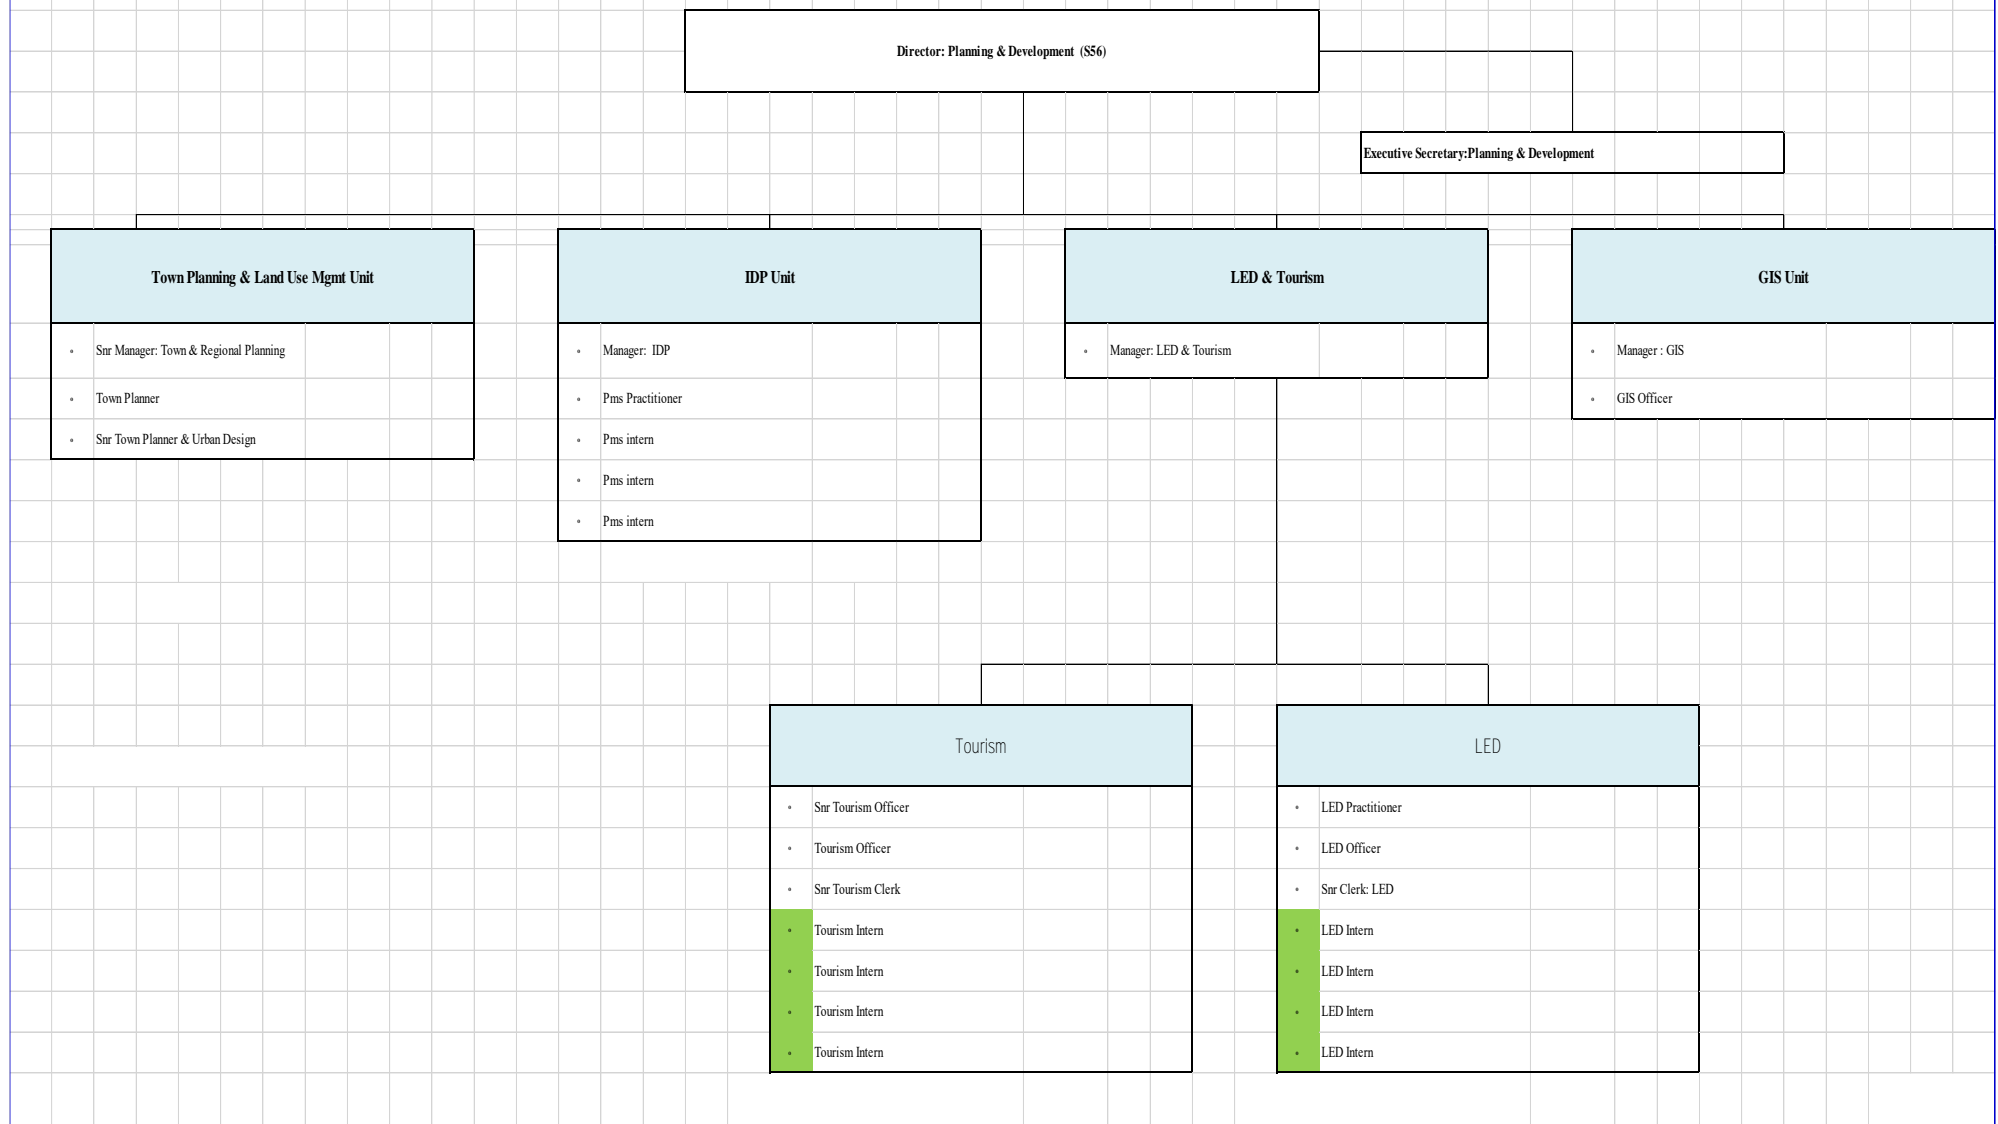 Director: Planning & Development (S56)
Executive Secretary:Planning & Development
Town Planning & Land Use Mgmt Unit
Snr Manager: Town & Regional Planning
Town Planner
Snr Town Planner & Urban Design
IDP Unit
Manager: IDP
Pms Practitioner
Pms intern
Pms intern
Pms intern
LED & Tourism
Manager: LED & Tourism
GIS Unit
Manager : GIS
GIS Officer
Tourism
Snr Tourism Officer
Tourism Officer
Snr Tourism Clerk
Tourism Intern
Tourism Intern
Tourism Intern
Tourism Intern
LED
LED Practitioner
LED Officer
Snr Clerk: LED
LED Intern
LED Intern
LED Intern
LED Intern